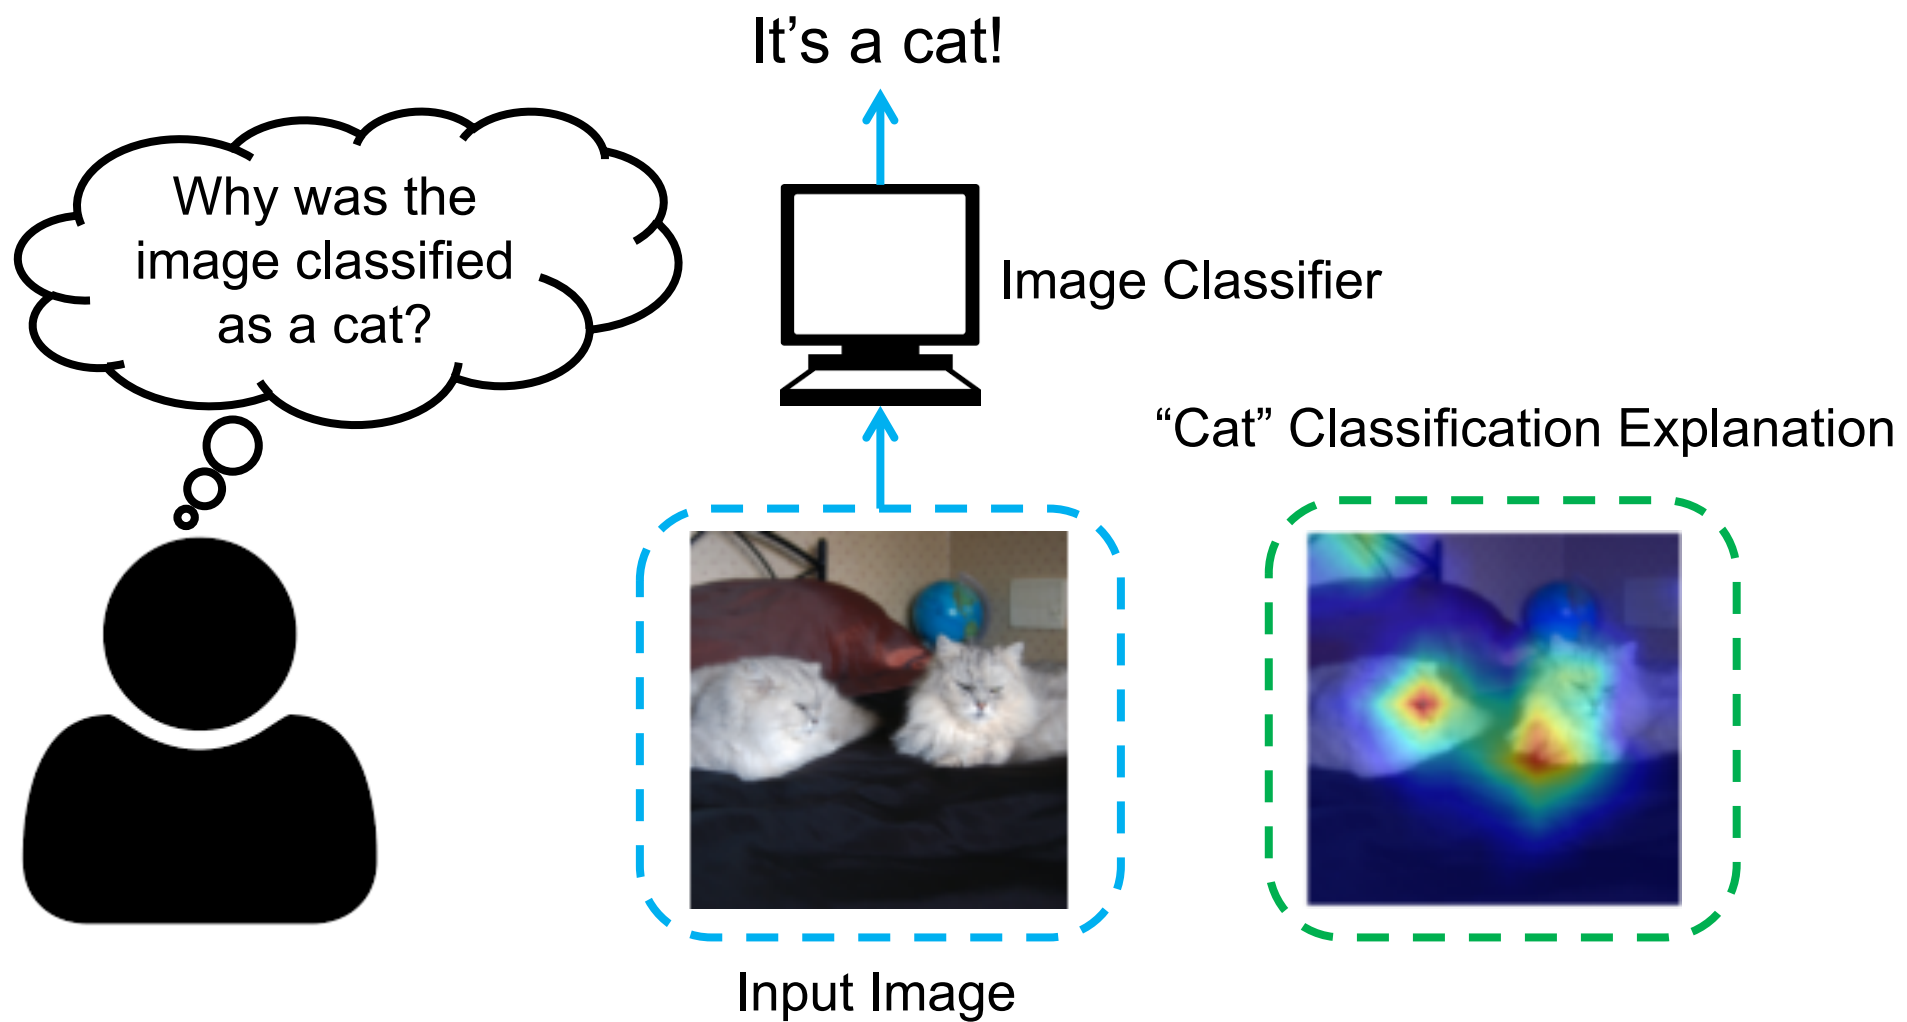 It’s a cat!
Why was the
image classified
as a cat?
Image Classifier
“Cat” Classification Explanation
Input Image